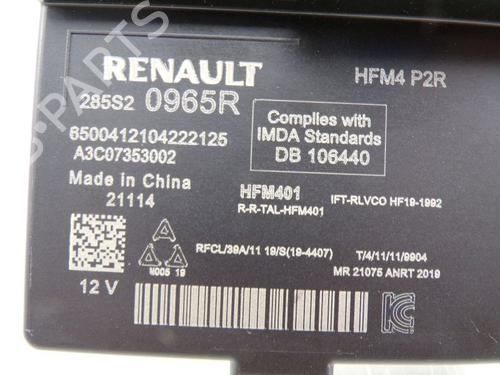 RENAULT
HFM4 P2R
285S2 0965R
Complies with
IMDA Standards
DB 106440
6500412104222125
A3C07353002
Made in China
21114
HFM401
R-R-TAL-HFM401
IFT-RLVCO HF19-1992
RFCL/39A/11 19/S(19-4407)
T/4/11/11/9904
M005 19
MR 21075 ANRT 2019
12 V